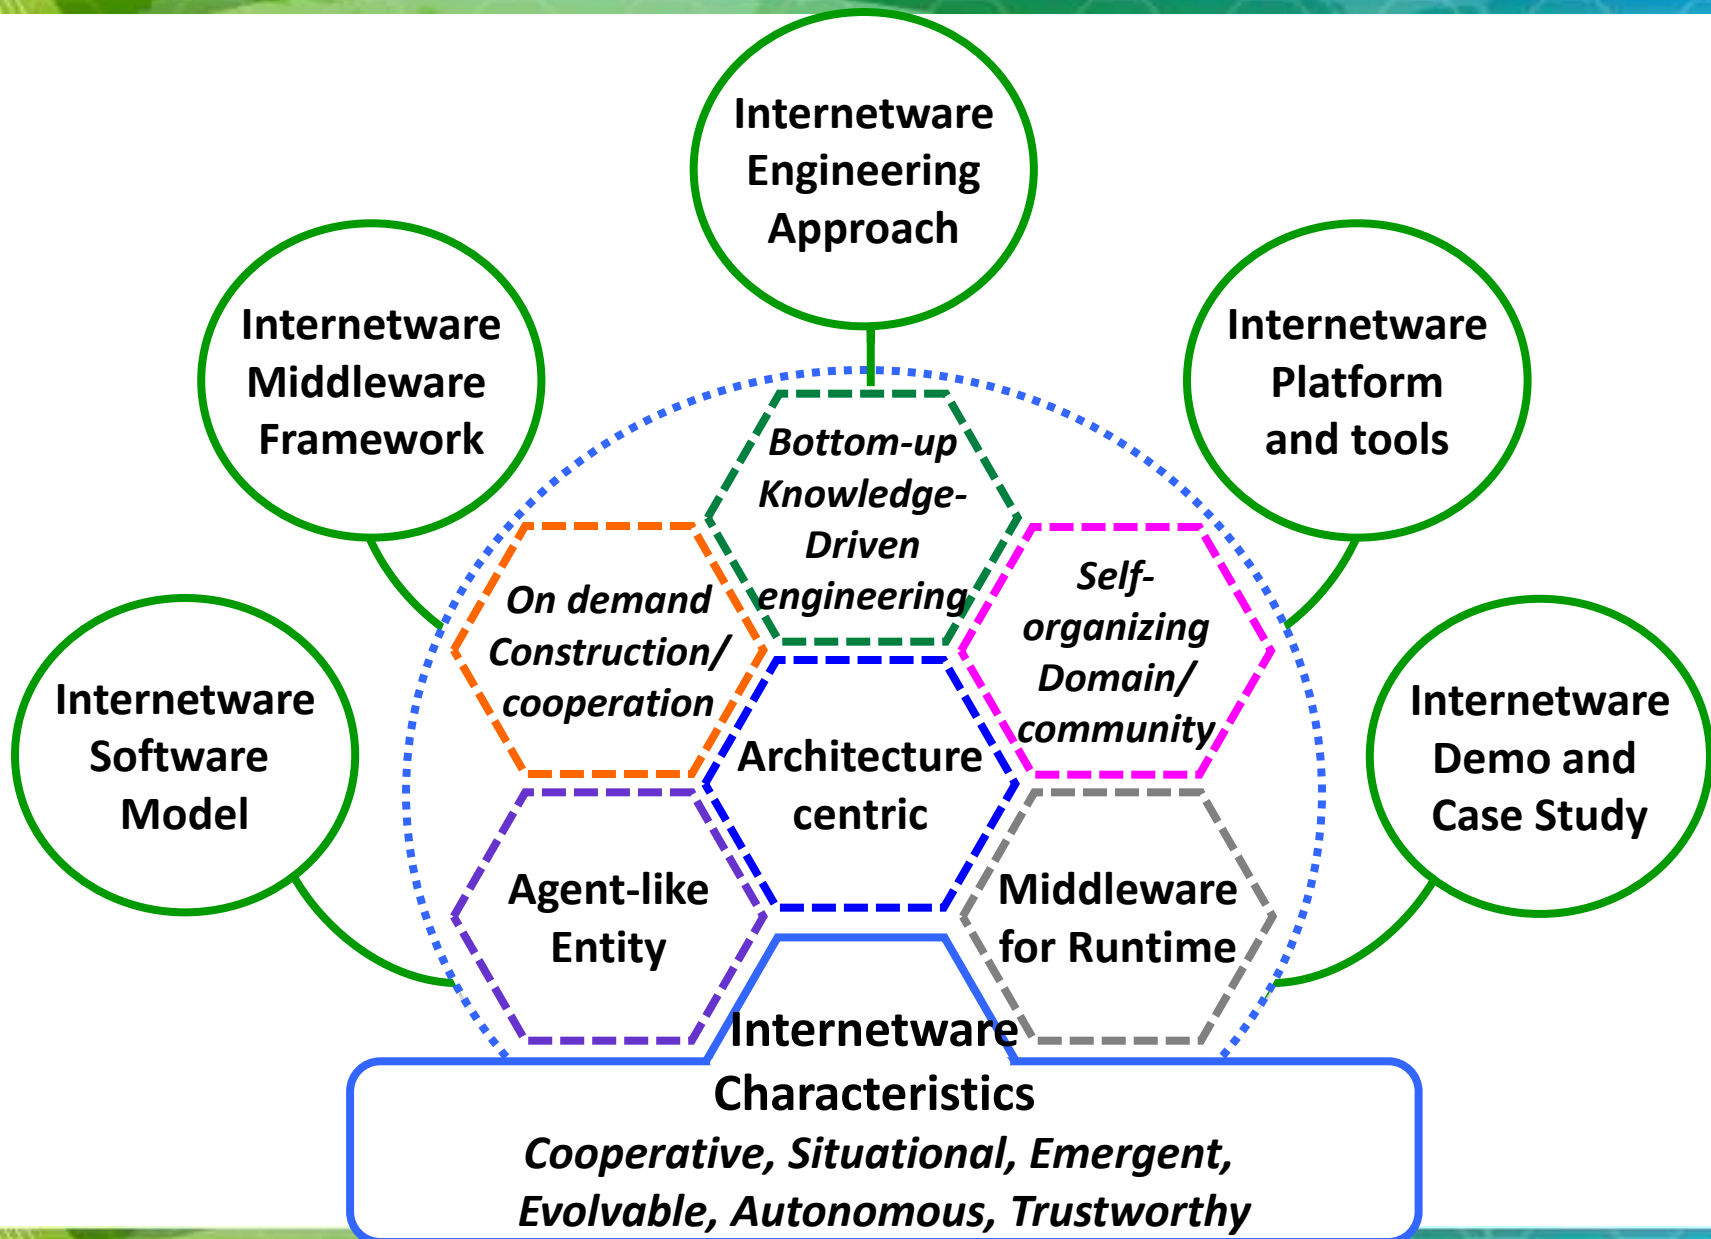 Internetware
Engineering
Approach
Internetware
Middleware
Framework
Internetware
Platform
and tools
Bottom-up
Knowledge-
Driven
engineering
On demand
Construction/
cooperation
Self-
organizing
Domain/
community
Internetware
Software
Model
Internetware
Demo and
Case Study
Architecture
centric
Agent-like
Entity
Middleware
for Runtime
Internetware
Characteristics
Cooperative, Situational, Emergent,
Evolvable, Autonomous, Trustworthy